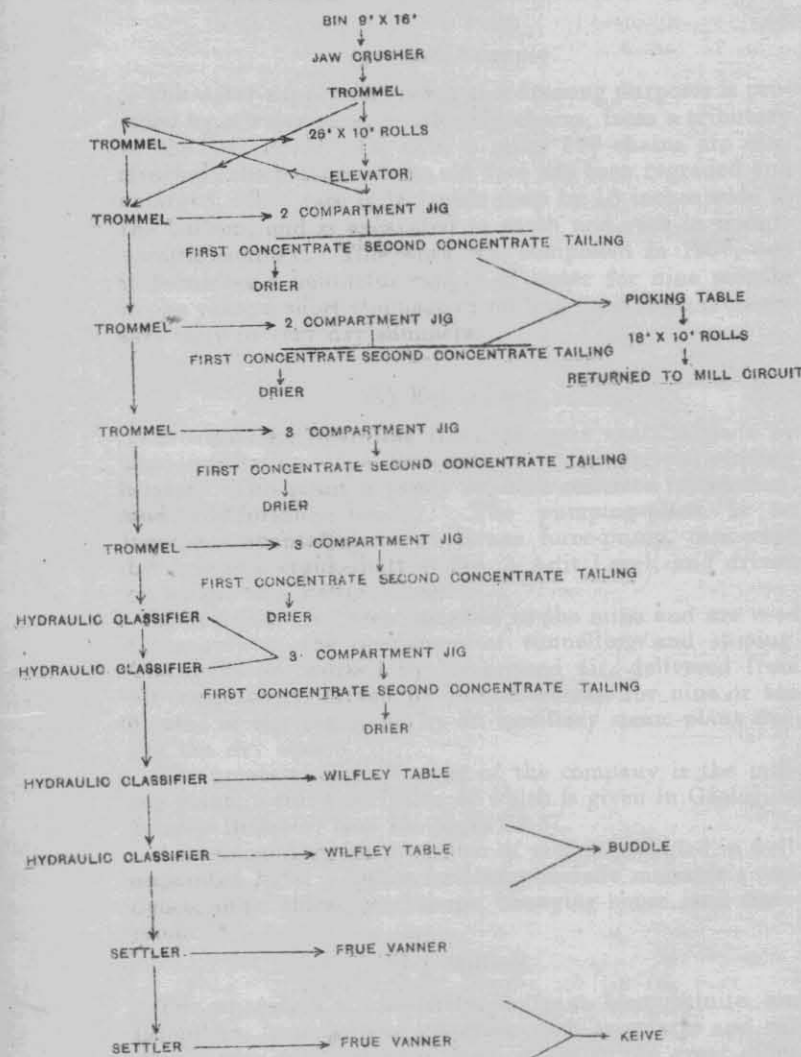 BIN 9' X 16'
JAW CRUSHER
TROMMEL
TROMMEL
26" X 10" ROLLS
ELEVATOR
TROMMEL
2 COMPARTMENT JIG
FIRST CONCENTRATE SECOND CONCENTRATE TAILING
DRIER
PICKING TABLE
TROMMEL
2 COMPARTMENT JIG
18" X 10" ROLLS
FIRST CONCENTRATE SECOND CONCENTRATE TAILING
RETURNED TO MILL CIRCUIT
DRIER
TROMMEL
3 COMPARTMENT JIG
FIRST CONCENTRATE SECOND CONCENTRATE TAILING
DRIER
TROMMEL
3 COMPARTMENT JIG
FIRST CONCENTRATE SECOND CONCENTRATE TAILING
HYDRAULIC CLASSIFIER
DRIER
HYDRAULIC CLASSIFIER
3 COMPARTMENT JIG
FIRST CONCENTRATE SECOND CONCENTRATE TAILING
DRIER
HYDRAULIC CLASSIFIER
WILFLEY TABLE
HYDRAULIC CLASSIFIER
WILFLEY TABLE
BUDDLE
SETTLER
FRUE VANNER
SETTLER
FRUE VANNER
KEIVE